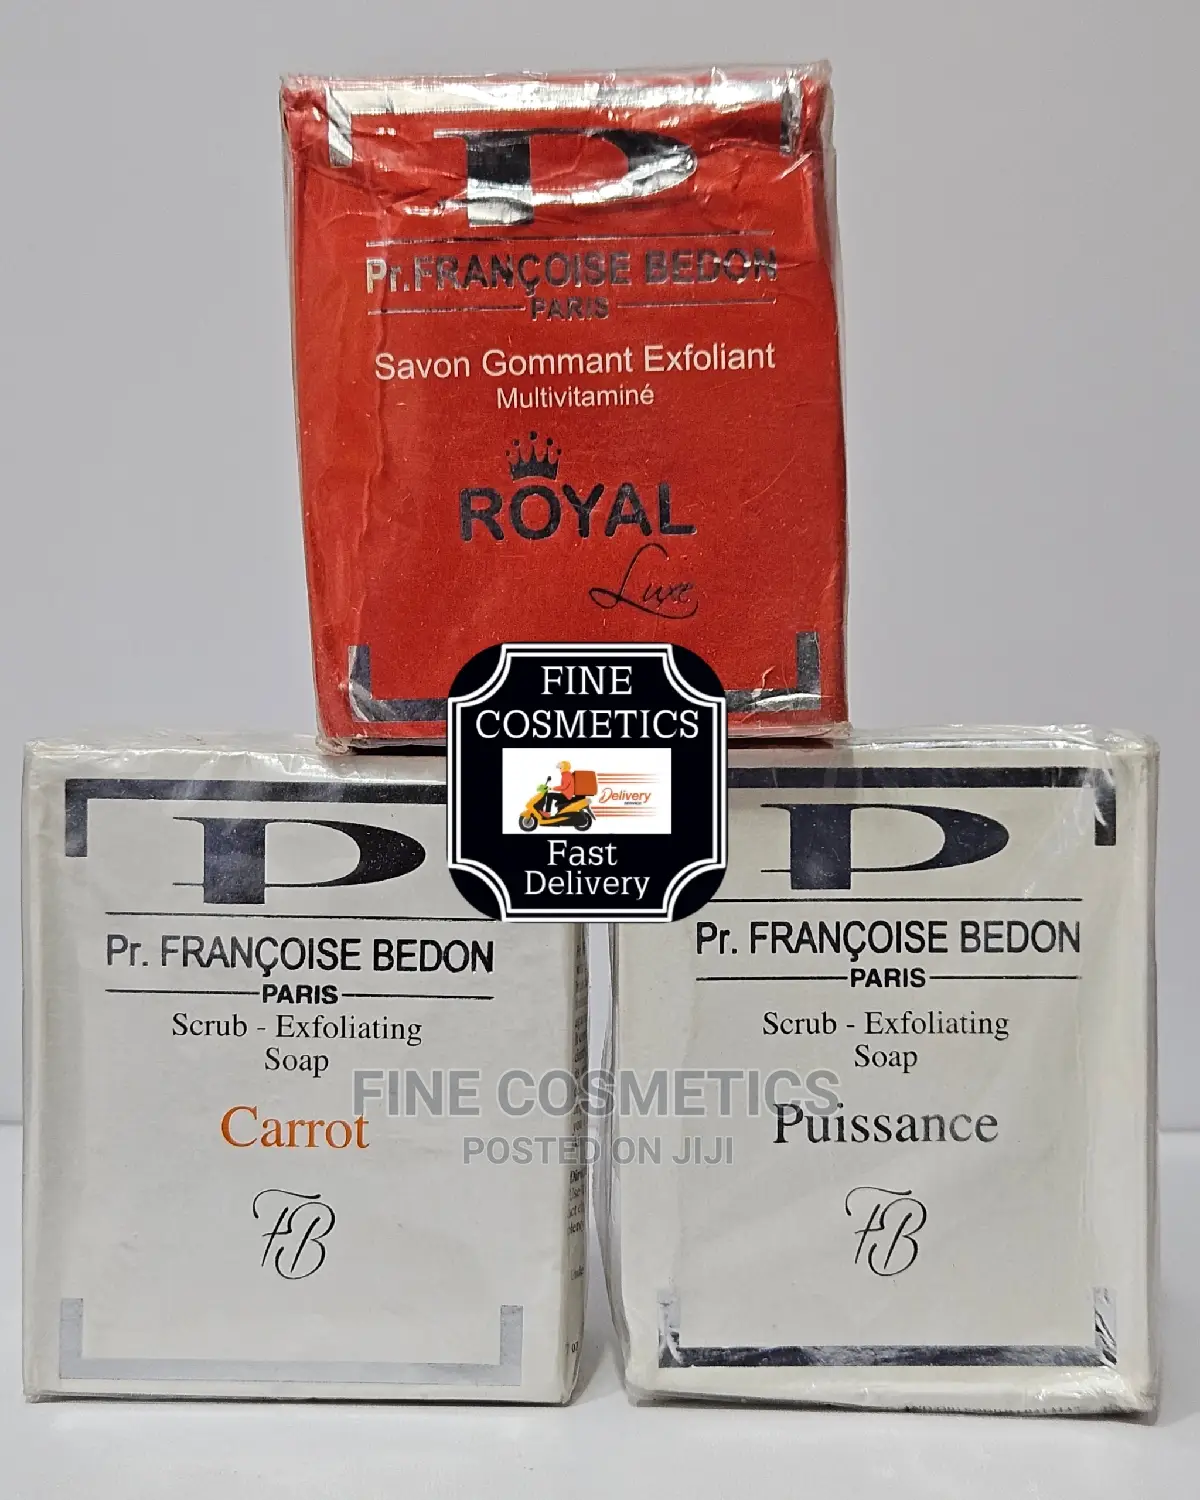 P
Pr.FRANÇOISE BEDON
PARIS
Savon Gommant Exfoliant
Multivitaminé
ROYAL
Luxe
FINE
COSMETICS
Delivery
SERVICE
Fast
Delivery
P
Pr. FRANÇOISE BEDON
PARIS
Scrub - Exfoliating
Soap
Carrot
FB
P
Pr. FRANÇOISE BEDON
PARIS
Scrub - Exfoliating
Soap
Puissance
FB
FINE COSMETICS
POSTED ON JIJI